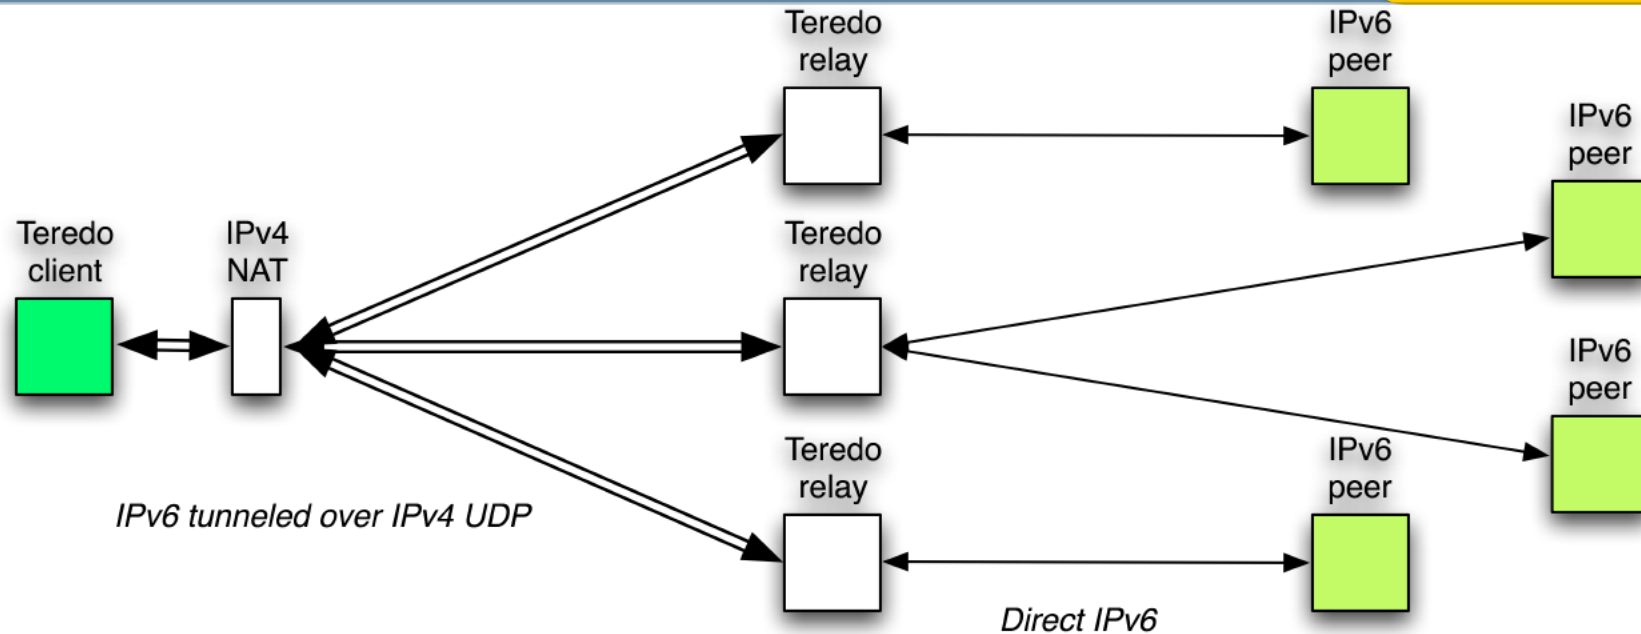 Teredo
relay
IPv6
peer
IPv6
peer
Teredo
client
IPv4
NAT
Teredo
relay
IPv6
peer
Teredo
relay
IPv6
peer
IPv6 tunneled over IPv4 UDP
Direct IPv6